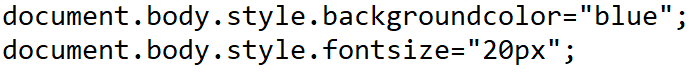 document.body.style.backgroundcolor="blue";
document.body.style.fontsize="20px";